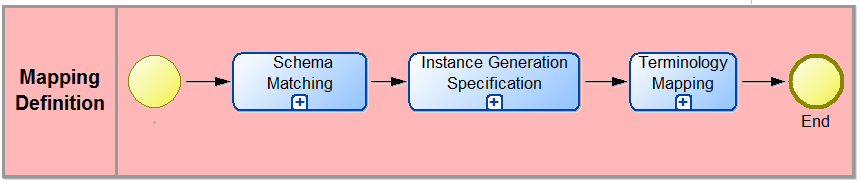 Mapping
Definition
Schema
Matching
Instance Generation
Specification
Terminology
Mapping
.
End